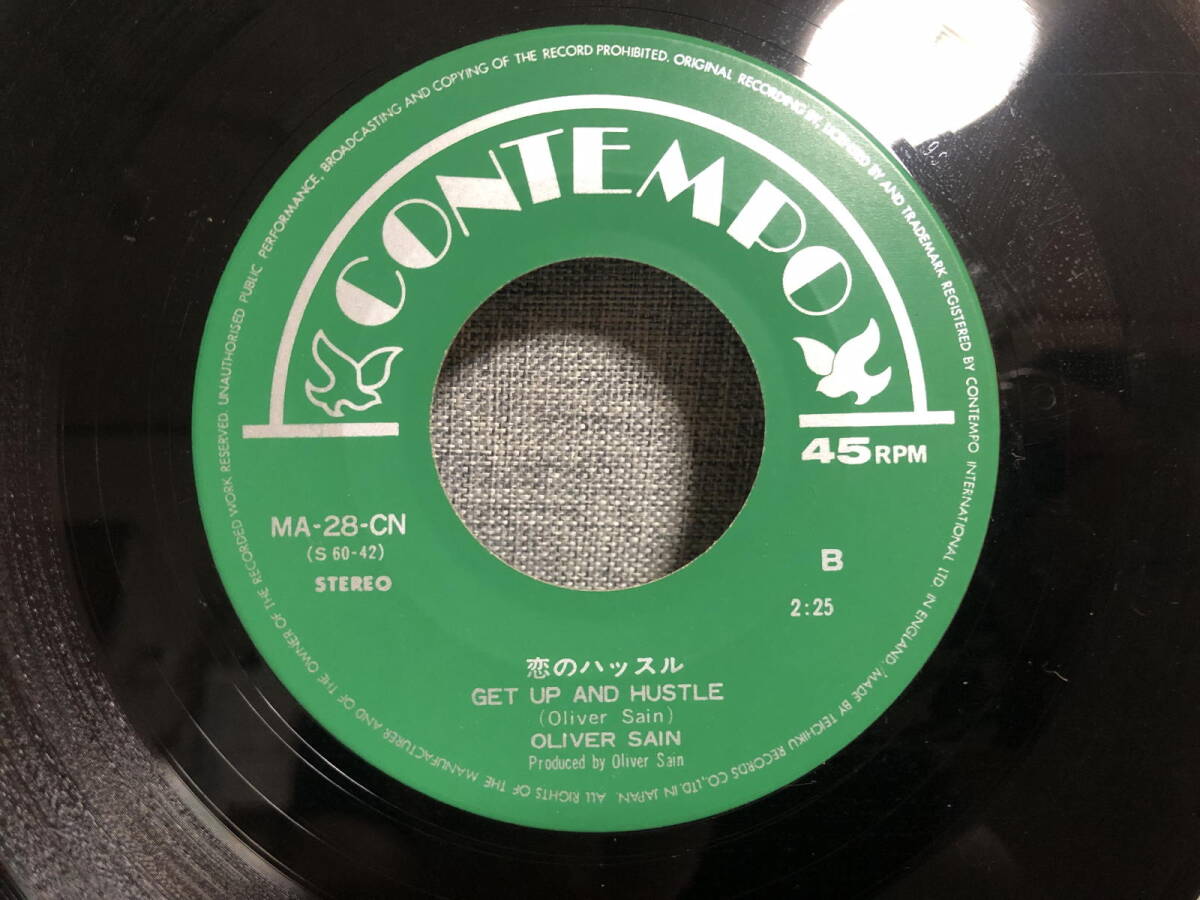 CONTEMPO
45 RPM
MA-28-CN
(S 60-42)
STEREO
B
2:25
恋のハッスル
GET UP AND HUSTLE
(Oliver Sain)
OLIVER SAIN
Produced by Oliver Sain
ALL RIGHTS OF THE MANUFACTURER AND OF THE OWNER OF THE RECORDED WORK RESERVED. UNAUTHORISED PUBLIC PERFORMANCE, BROADCASTING AND COPYING OF THE RECORD PROHIBITED. ORIGINAL RECORDING BY, LICENSED BY AND TRADEMARK REGISTERED BY CONTEMPO INTERNATIONAL LTD IN ENGLAND. /MADE BY TEICHIKU RECORDS CO., LTD. IN JAPAN.